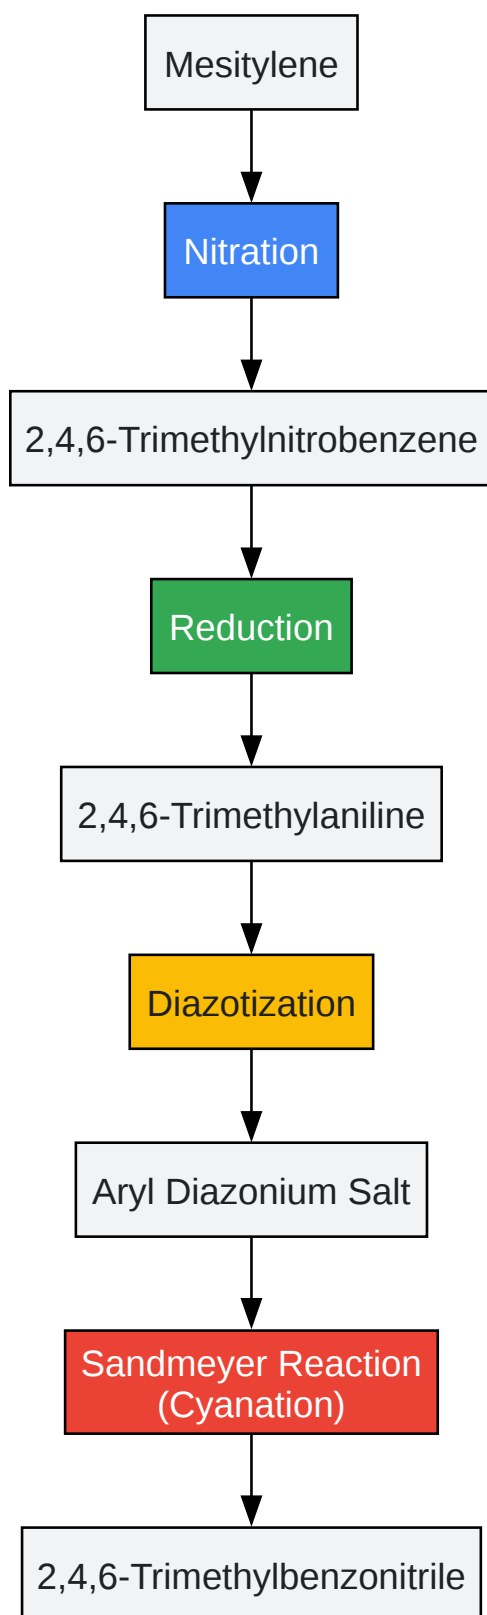 Mesitylene
Nitration
2,4,6-Trimethylnitrobenzene
Reduction
2,4,6-Trimethylaniline
Diazotization
Aryl Diazonium Salt
Sandmeyer Reaction
(Cyanation)
2,4,6-Trimethylbenzonitrile